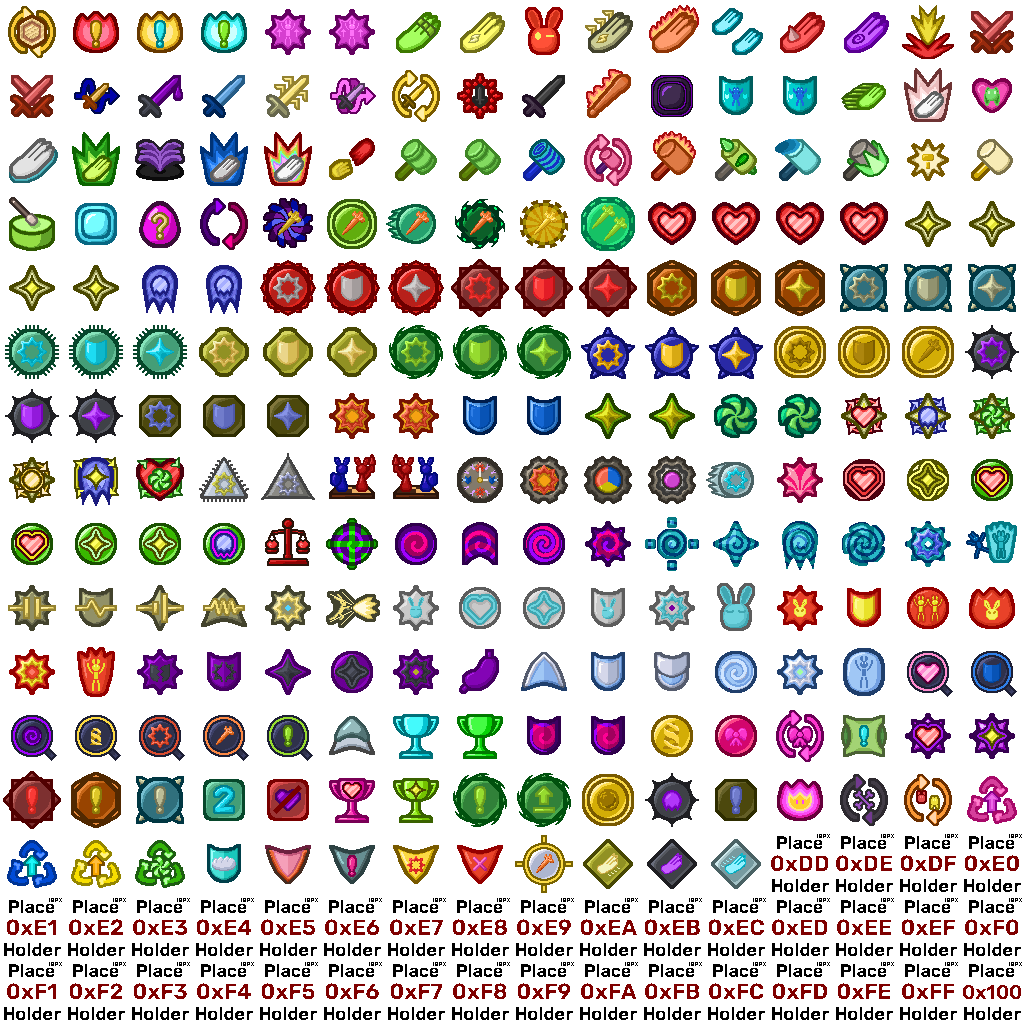 ?
2
Place Place Place Place
0xDD 0xDE 0xDF 0xE0
Holder Holder Holder Holder
Place Place Place Place Place Place Place Place Place Place Place Place Place Place Place Place
0xE1 0xE2 0xE3 0xE4 0xE5 0xE6 0xE7 0xE8 0xE9 0xEA 0xEB 0xEC 0xED 0xEE 0xEF 0xF0
Holder Holder Holder Holder Holder Holder Holder Holder Holder Holder Holder Holder Holder Holder Holder Holder
Place Place Place Place Place Place Place Place Place Place Place Place Place Place Place Place
0xF1 0xF2 0xF3 0xF4 0xF5 0xF6 0xF7 0xF8 0xF9 0xFA 0xFB 0xFC 0xFD 0xFE 0xFF 0x100
Holder Holder Holder Holder Holder Holder Holder Holder Holder Holder Holder Holder Holder Holder Holder Holder